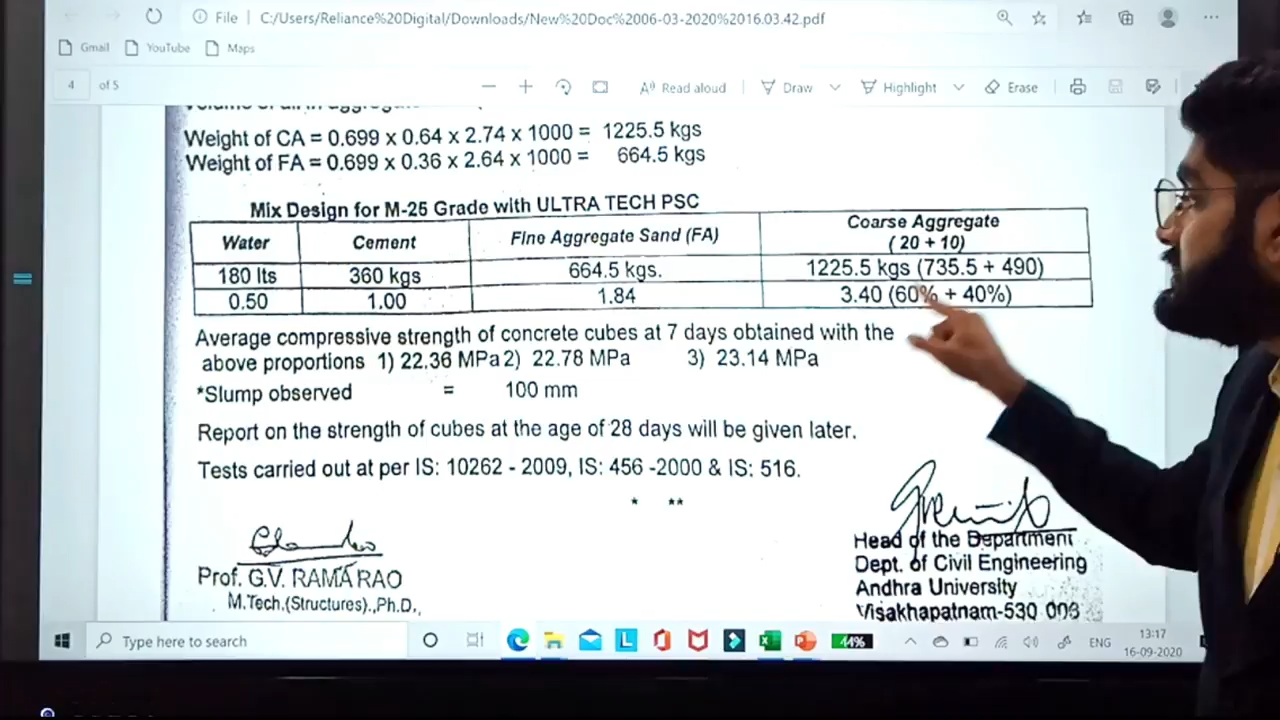 File C:/Users/Reliance%20Digital/Downloads/New%20Doc%2006-03-2020%2016.03.42.pdf
Gmail YouTube Maps
4 of 5 Read aloud Draw Highlight Erase
Weight of CA = 0.699 x 0.64 x 2.74 x 1000 = 1225.5 kgs
Weight of FA = 0.699 x 0.36 x 2.64 x 1000 = 664.5 kgs
Mix Design for M-25 Grade with ULTRA TECH PSC
Water Cement Fine Aggregate Sand (FA) Coarse Aggregate
( 20 + 10)
180 lts 360 kgs 664.5 kgs. 1225.5 kgs (735.5 + 490)
0.50 1.00 1.84 3.40 (60% + 40%)
Average compressive strength of concrete cubes at 7 days obtained with the
above proportions 1) 22.36 MPa 2) 22.78 MPa 3) 23.14 MPa
*Slump observed = 100 mm
Report on the strength of cubes at the age of 28 days will be given later.
Tests carried out at per IS: 10262 - 2009, IS: 456 -2000 & IS: 516.
* **
Prof. G.V. RAMA RAO
M.Tech.(Structures).,Ph.D.,
Head of the Department
Dept. of Civil Engineering
Andhra University
Visakhapatnam-530 003
Type here to search
44%
ENG
13:17
16-09-2020